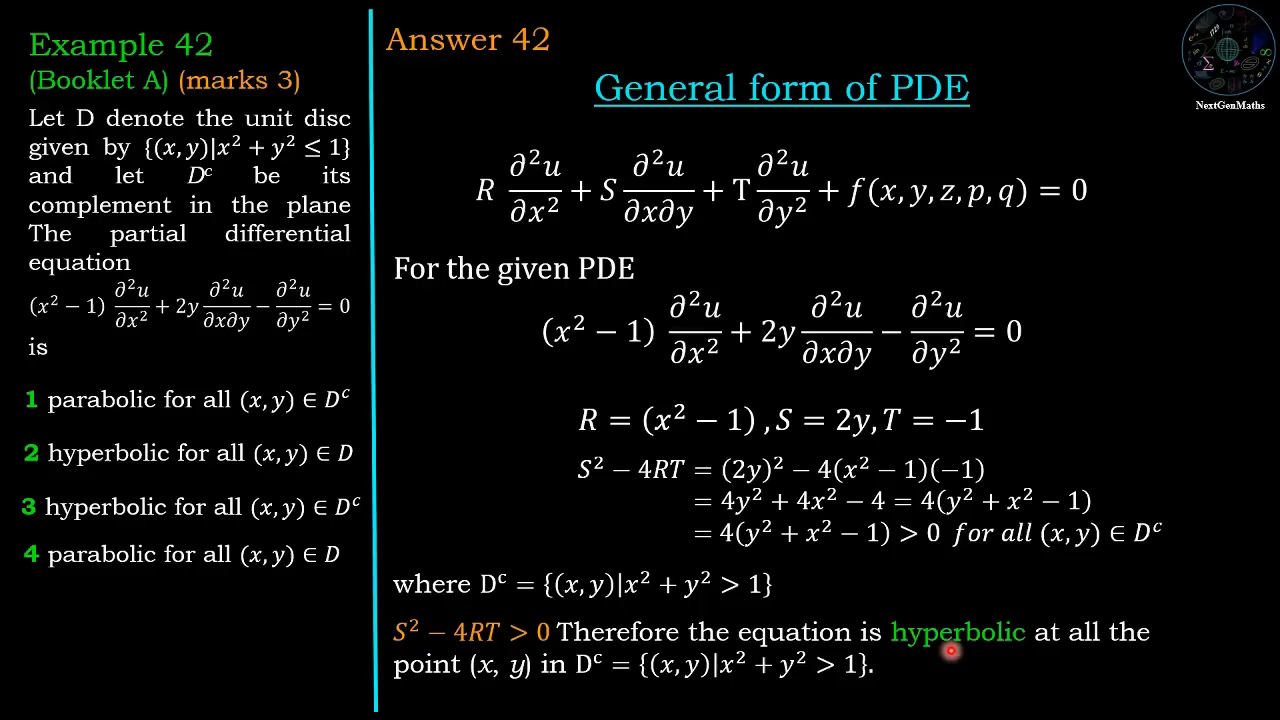 Example 42
(Booklet A) (marks 3)
Let D denote the unit disc
given by {(x, y)|x² + y² ≤ 1}
and let Dᶜ be its
complement in the plane
The partial differential
equation
(x² − 1) ∂²u/∂x² + 2y ∂²u/∂x∂y − ∂²u/∂y² = 0
is
1 parabolic for all (x, y) ∈ Dᶜ
2 hyperbolic for all (x, y) ∈ D
3 hyperbolic for all (x, y) ∈ Dᶜ
4 parabolic for all (x, y) ∈ D
Answer 42
General form of PDE
R ∂²u/∂x² + S ∂²u/∂x∂y + T ∂²u/∂y² + f(x, y, z, p, q) = 0
For the given PDE
(x² − 1) ∂²u/∂x² + 2y ∂²u/∂x∂y − ∂²u/∂y² = 0
R = (x² − 1) , S = 2y, T = −1
S² − 4RT = (2y)² − 4(x² − 1)(−1)
= 4y² + 4x² − 4 = 4(y² + x² − 1)
= 4(y² + x² − 1) > 0 for all (x, y) ∈ Dᶜ
where Dᶜ = {(x, y)|x² + y² > 1}
S² − 4RT > 0 Therefore the equation is hyperbolic at all the
point (x, y) in Dᶜ = {(x, y)|x² + y² > 1}.
NextGenMaths